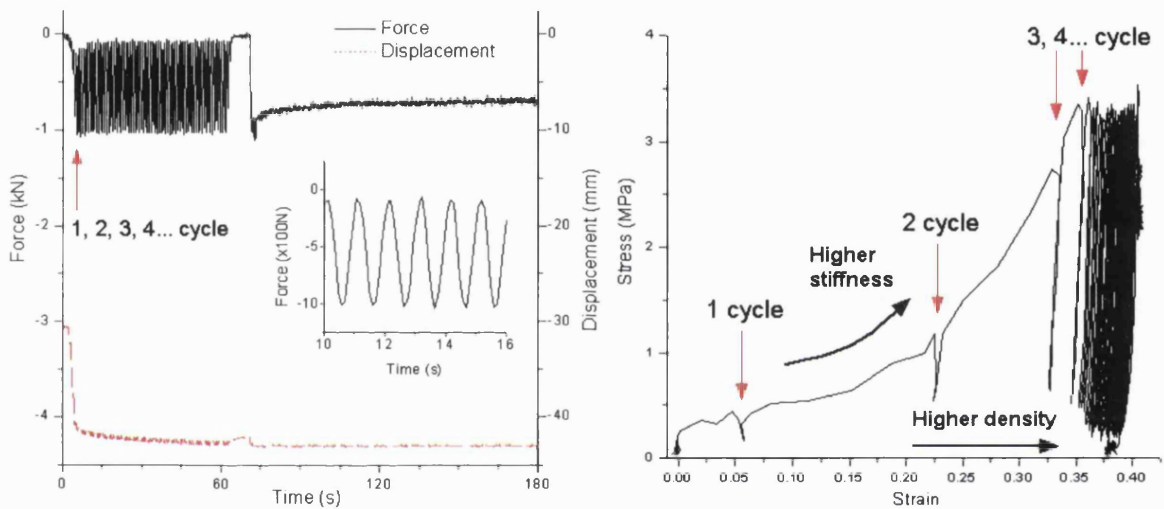 Force
Displacement
0
-1
-2
-3
-4
Force (kN)
0
-10
-20
-30
-40
Displacement (mm)
1, 2, 3, 4... cycle
0
-5
-10
Force (x100N)
10 12 14 16
Time (s)
0 60 120 180
Time (s)
4
3
2
1
0
Stress (MPa)
3, 4... cycle
2 cycle
Higher
stiffness
1 cycle
Higher density
0.00 0.05 0.10 0.15 0.20 0.25 0.30 0.35 0.40
Strain